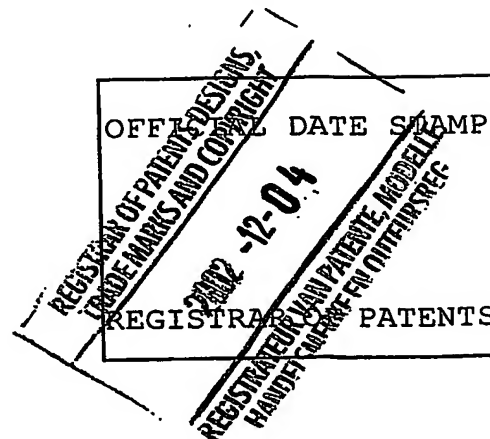 OFFICIAL DATE STAMP
REGISTRAR OF PATENTS
REGISTRAR OF PATENTS, DESIGNS,
TRADE MARKS AND COPYRIGHT
2002 -12- 04
REGISTRATEUR VAN PATENTE, MODELLE
HANDELSMERKE EN OUTEURSREG